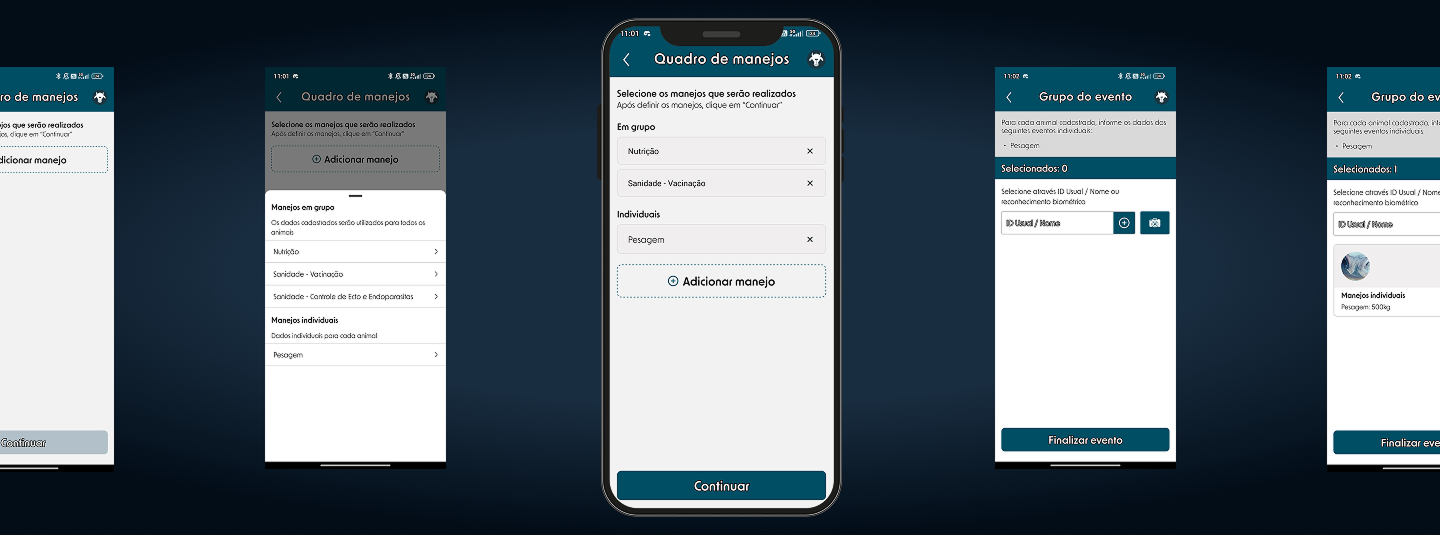 ro de manejos
jos que serão realizados
jos, clique em "Continuar"
dicionar manejo
Continuar
11:01
Quadro de manejos
Selecione os manejos que serão realizados
Após definir os manejos, clique em "Continuar"
Adicionar manejo
Manejos em grupo
Os dados cadastrados serão utilizados para todos os
animais
Nutrição
Sanidade - Vacinação
Sanidade - Controle de Ecto e Endoparasitas
Manejos individuais
Dados individuais para cada animal
Pesagem
11:01
Quadro de manejos
Selecione os manejos que serão realizados
Após definir os manejos, clique em "Continuar"
Em grupo
Nutrição
Sanidade - Vacinação
Individuais
Pesagem
Adicionar manejo
Continuar
11:02
Grupo do evento
Para cada animal cadastrado, informe os dados dos
seguintes eventos individuais:
• Pesagem
Selecionados: 0
Selecione através ID Usual / Nome ou
reconhecimento biométrico
ID Usual / Nome
Finalizar evento
11:02
Grupo do ev
Para cada animal cadastrado, inf
seguintes eventos individuais
• Pesagem
Selecionados: 1
Selecione através ID Usual / Nome
reconhecimento biométrico
ID Usual / Nome
Manejos individuais
Pesagem: 500kg
Finalizar eve